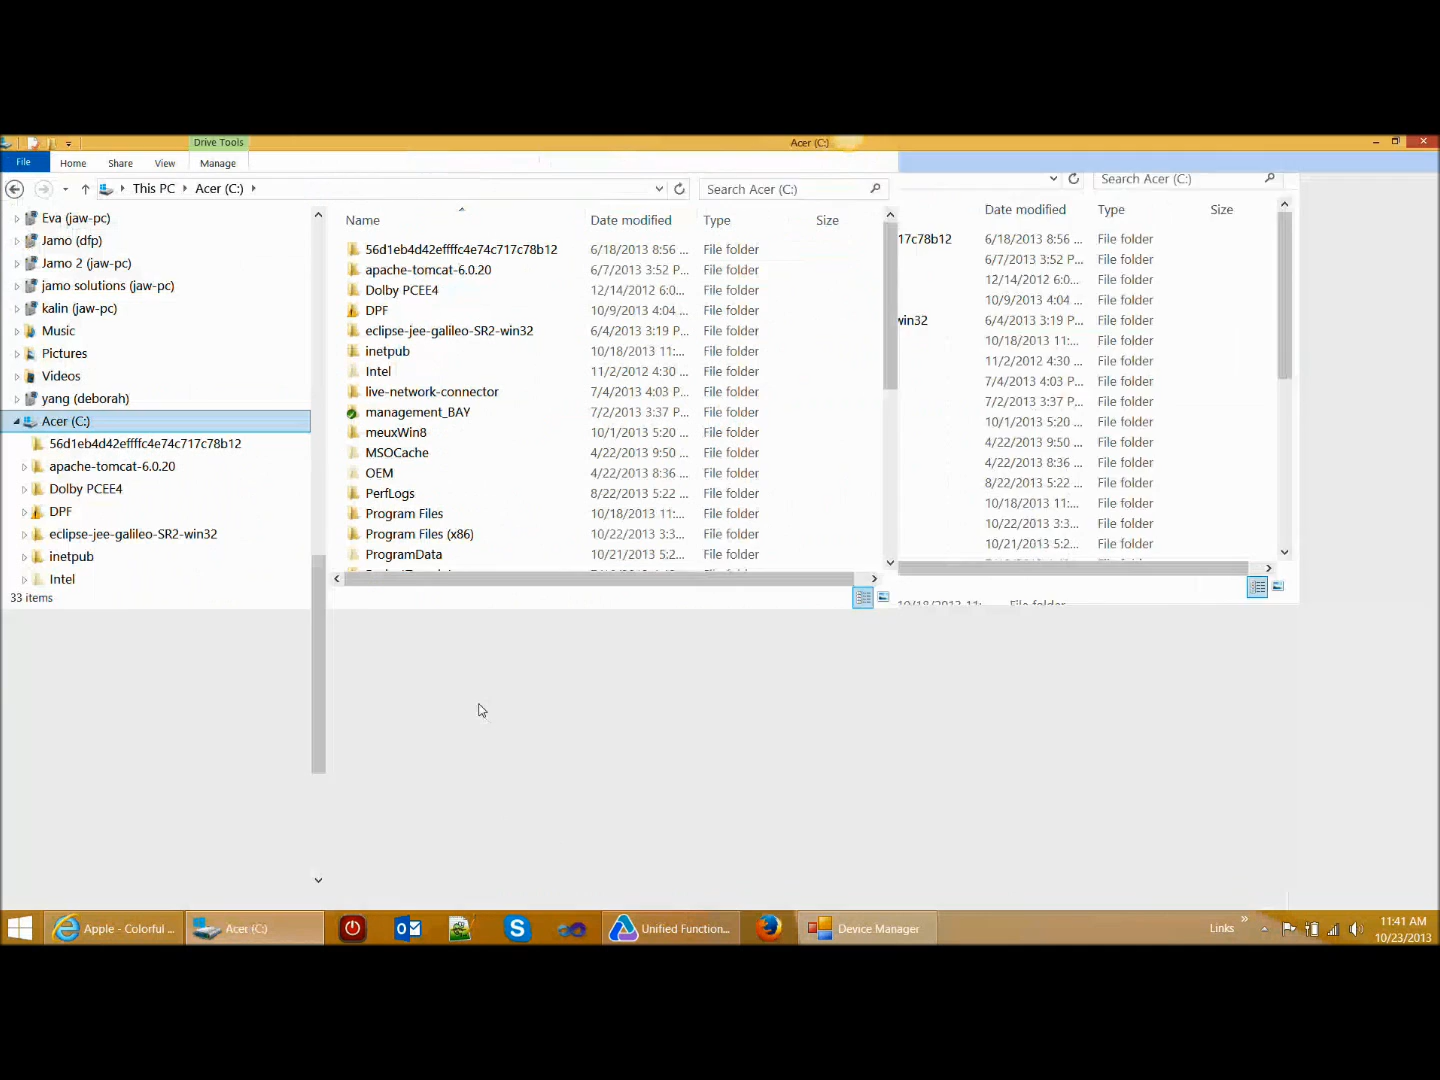 Drive Tools
Acer (C:)
File
Home
Share
View
Manage
This PC
Acer (C:)
Search Acer (C:)
Search Acer (C:)
Eva (jaw-pc)
Jamo (dfp)
Jamo 2 (jaw-pc)
jamo solutions (jaw-pc)
kalin (jaw-pc)
Music
Pictures
Videos
yang (deborah)
Acer (C:)
56d1eb4d42effffc4e74c717c78b12
apache-tomcat-6.0.20
Dolby PCEE4
DPF
eclipse-jee-galileo-SR2-win32
inetpub
Intel
33 items
Name Date modified Type Size
56d1eb4d42effffc4e74c717c78b12 6/18/2013 8:56 ... File folder
apache-tomcat-6.0.20 6/7/2013 3:52 P... File folder
Dolby PCEE4 12/14/2012 6:0... File folder
DPF 10/9/2013 4:04 ... File folder
eclipse-jee-galileo-SR2-win32 6/4/2013 3:19 P... File folder
inetpub 10/18/2013 11:... File folder
Intel 11/2/2012 4:30 ... File folder
live-network-connector 7/4/2013 4:03 P... File folder
management_BAY 7/2/2013 3:37 P... File folder
meuxWin8 10/1/2013 5:20 ... File folder
MSOCache 4/22/2013 9:50 ... File folder
OEM 4/22/2013 8:36 ... File folder
PerfLogs 8/22/2013 5:22 ... File folder
Program Files 10/18/2013 11:... File folder
Program Files (x86) 10/22/2013 3:3... File folder
ProgramData 10/21/2013 5:2... File folder
Date modified Type Size
17c78b12 6/18/2013 8:56 ... File folder
6/7/2013 3:52 P... File folder
12/14/2012 6:0... File folder
10/9/2013 4:04 ... File folder
win32 6/4/2013 3:19 P... File folder
10/18/2013 11:... File folder
11/2/2012 4:30 ... File folder
7/4/2013 4:03 P... File folder
7/2/2013 3:37 P... File folder
10/1/2013 5:20 ... File folder
4/22/2013 9:50 ... File folder
4/22/2013 8:36 ... File folder
8/22/2013 5:22 ... File folder
10/18/2013 11:... File folder
10/22/2013 3:3... File folder
10/21/2013 5:2... File folder
10/18/2013 11:... File folder
Apple - Colorful ...
Acer (C:)
Unified Function...
Device Manager
Links
11:41 AM
10/23/2013